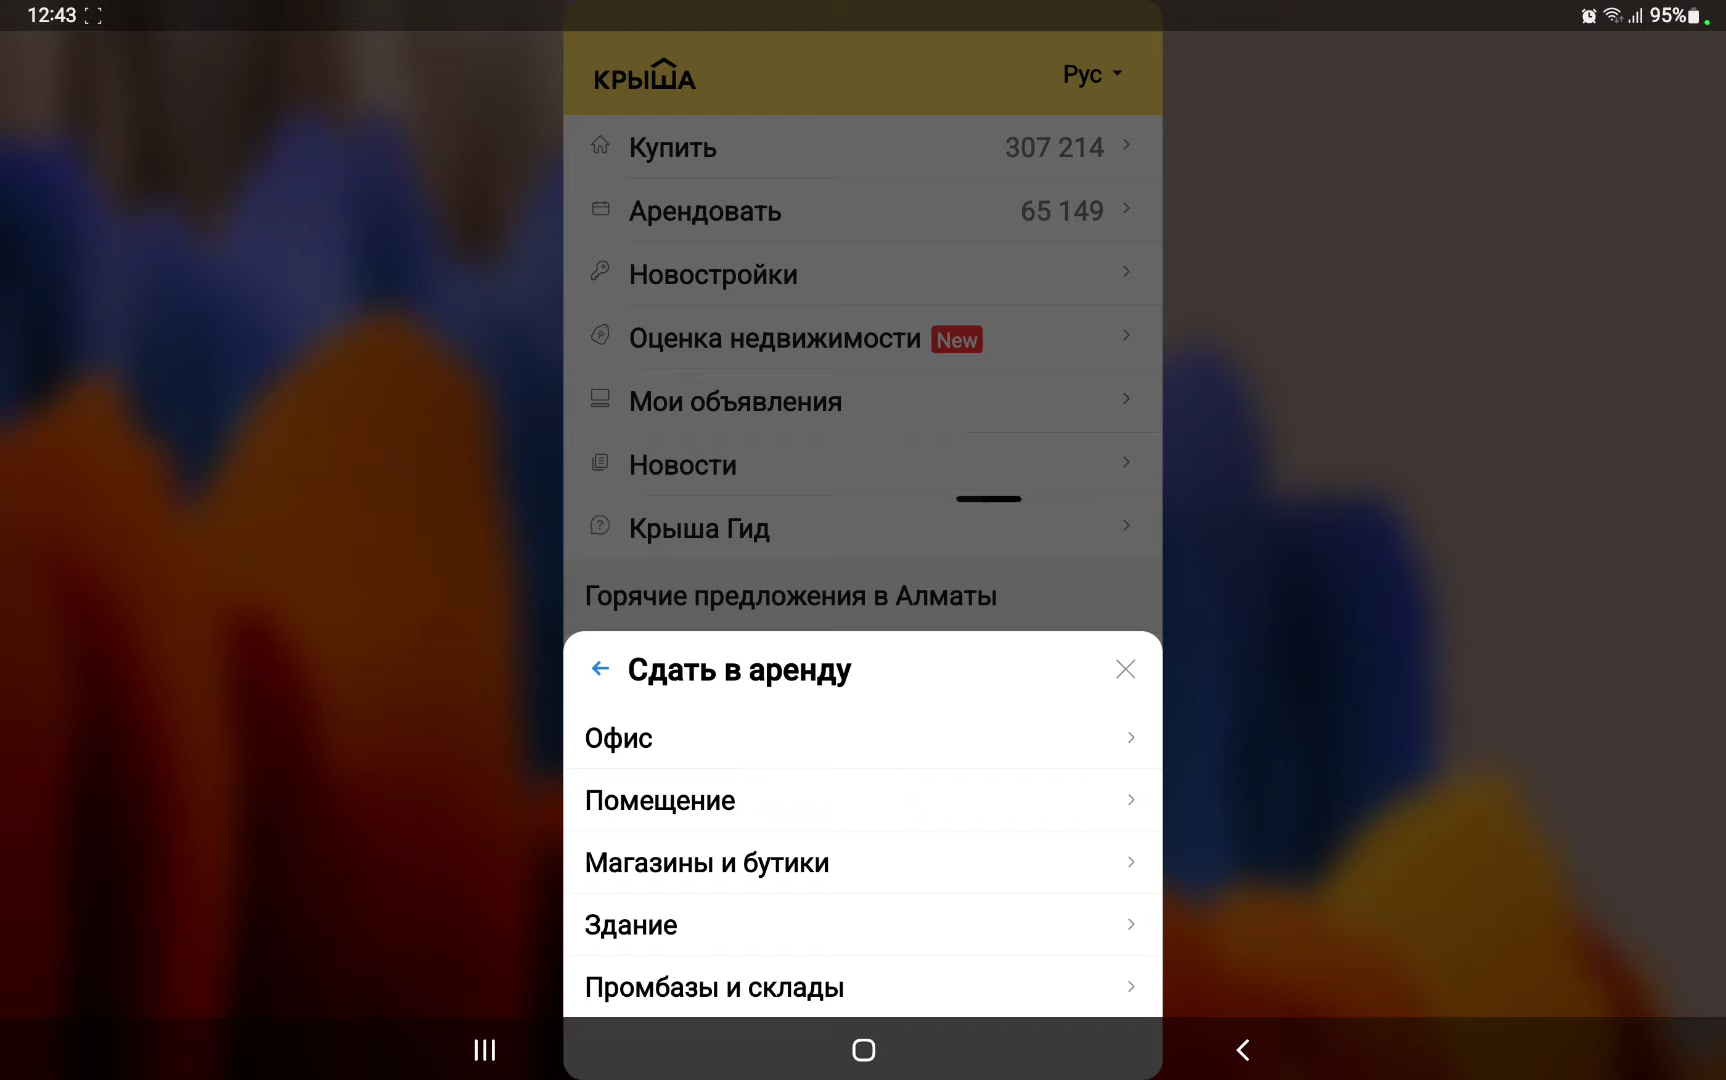 12:43
95%
КРЫША
Рус
Купить 307 214
Арендовать 65 149
Новостройки
Оценка недвижимости New
Мои объявления
Новости
Крыша Гид
Горячие предложения в Алматы
Сдать в аренду
Офис
Помещение
Магазины и бутики
Здание
Промбазы и склады